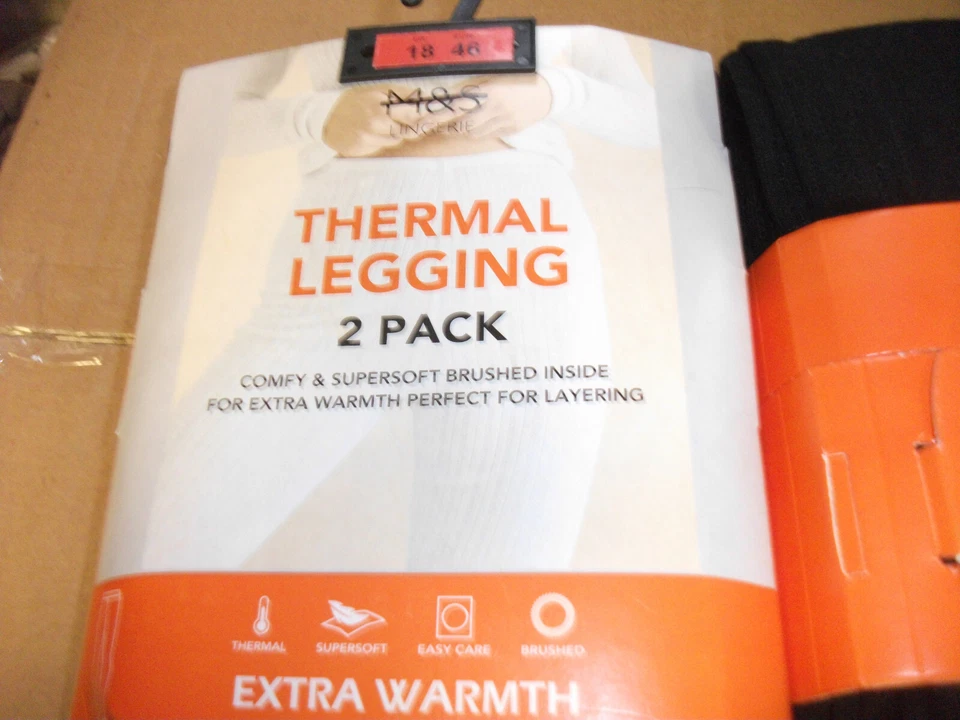 18 46
M&S
LINGERIE
THERMAL
LEGGING
2 PACK
COMFY & SUPERSOFT BRUSHED INSIDE
FOR EXTRA WARMTH PERFECT FOR LAYERING
THERMAL SUPERSOFT EASY CARE BRUSHED
EXTRA WARMTH